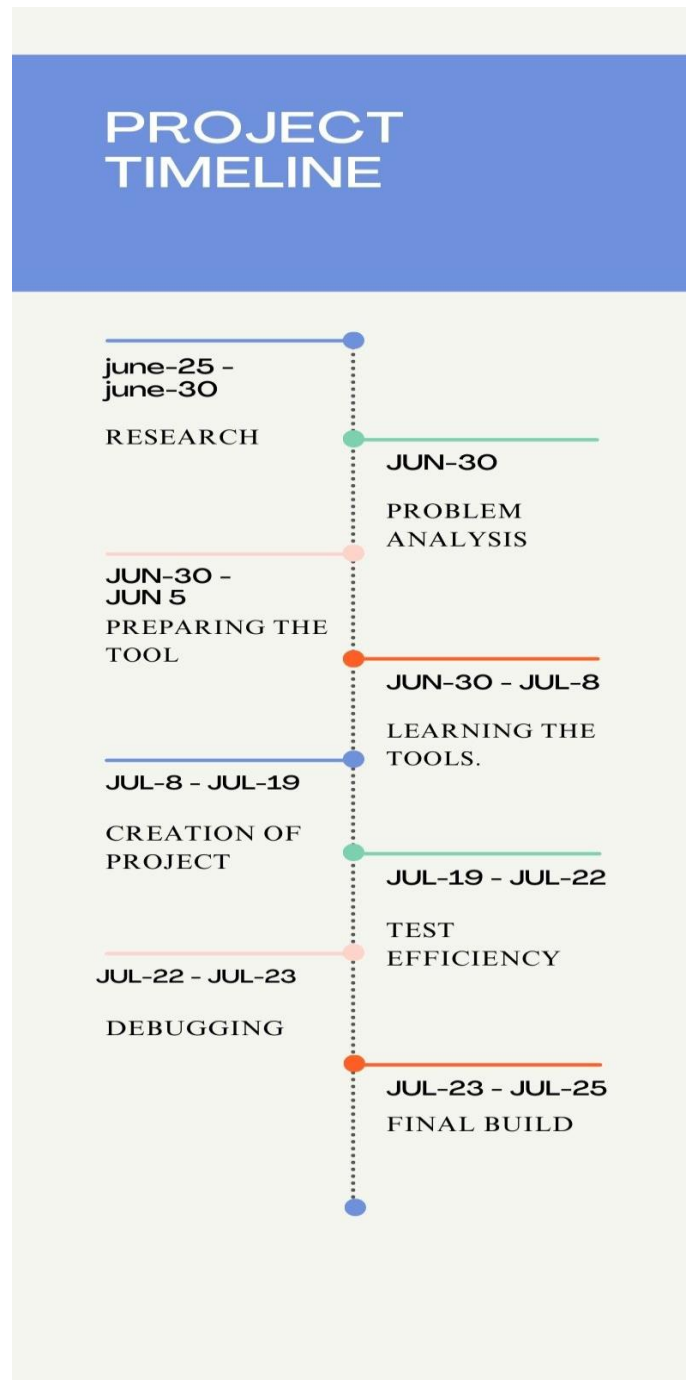 PROJECT
TIMELINE
june-25 -
june-30
RESEARCH
JUN-30
PROBLEM
ANALYSIS
JUN-30 -
JUN 5
PREPARING THE
TOOL
JUN-30 - JUL-8
LEARNING THE
TOOLS.
JUL-8 - JUL-19
CREATION OF
PROJECT
JUL-19 - JUL-22
TEST
EFFICIENCY
JUL-22 - JUL-23
DEBUGGING
JUL-23 - JUL-25
FINAL BUILD